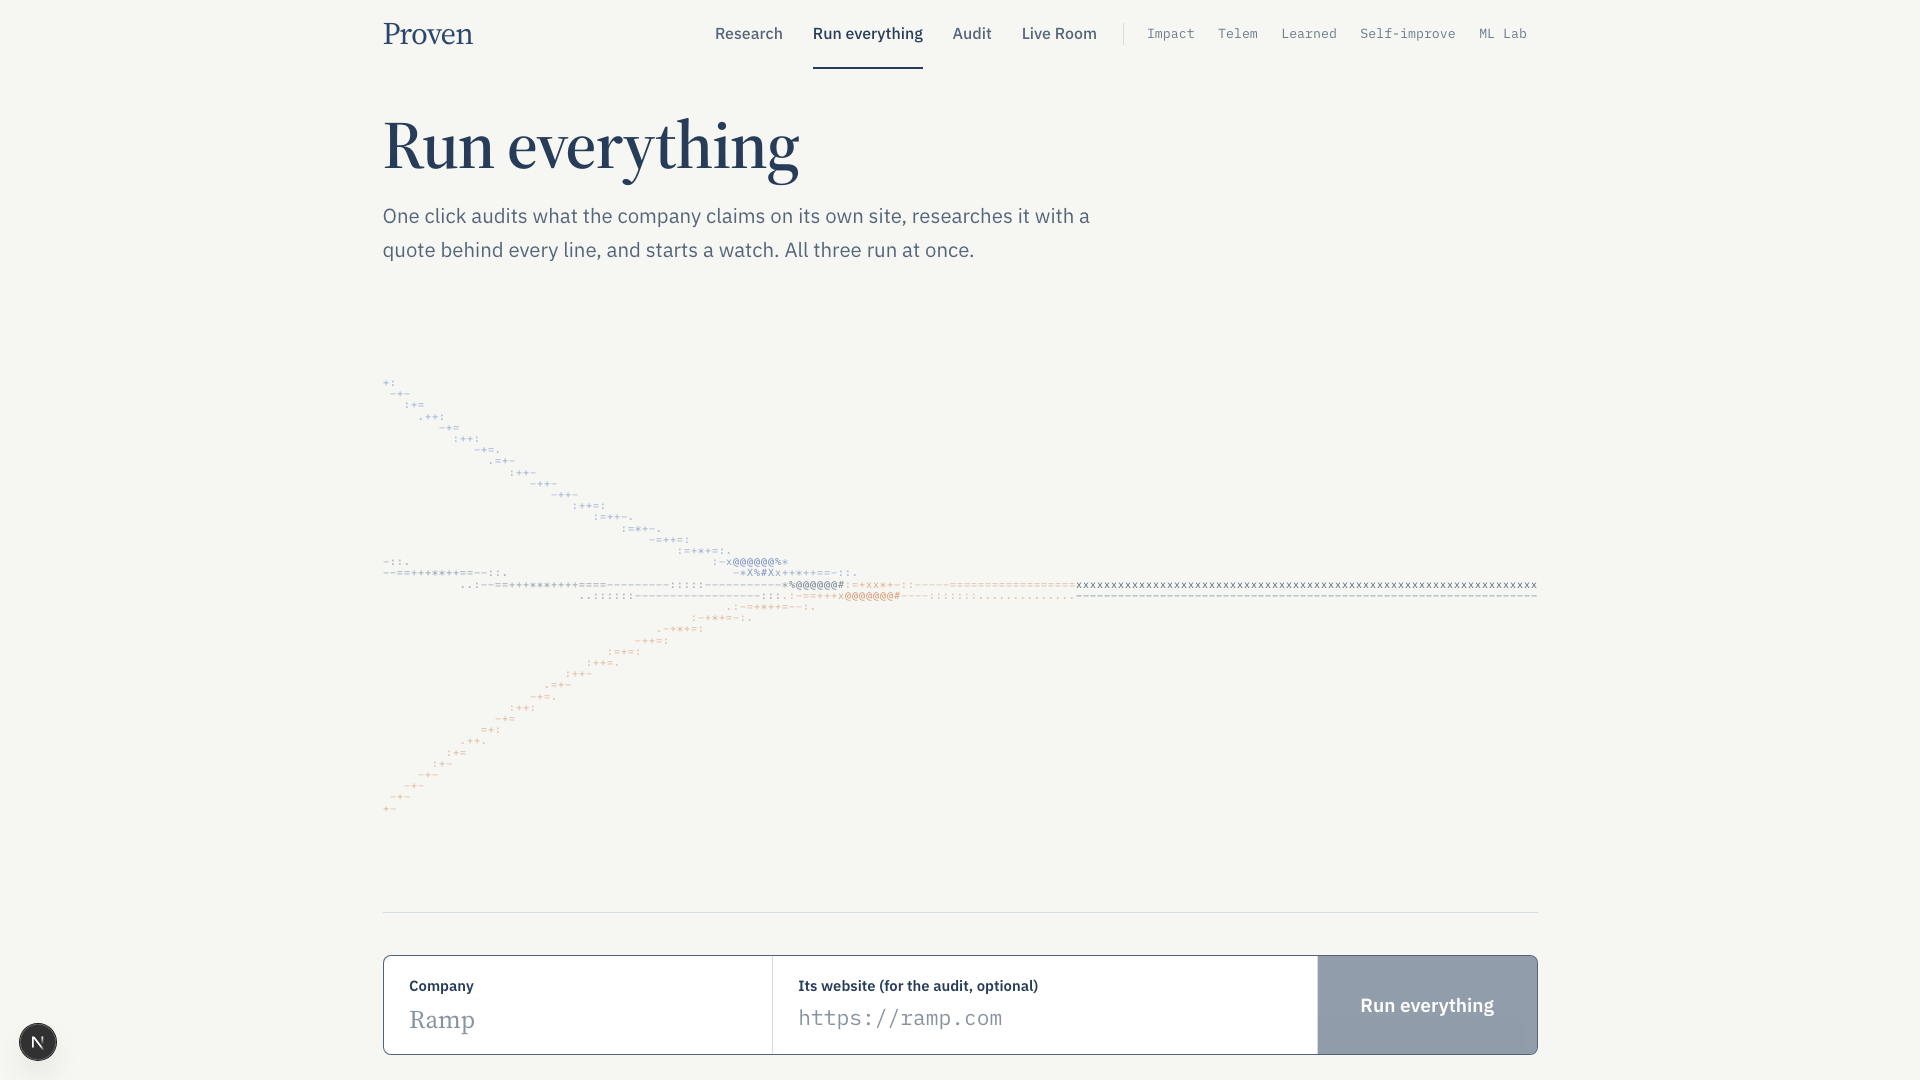 Proven
Research
Run everything
Audit
Live Room
Impact
Telem
Learned
Self-improve
ML Lab
Run everything
One click audits what the company claims on its own site, researches it with a
quote behind every line, and starts a watch. All three run at once.
Company
Ramp
Its website (for the audit, optional)
https://ramp.com
Run everything
N